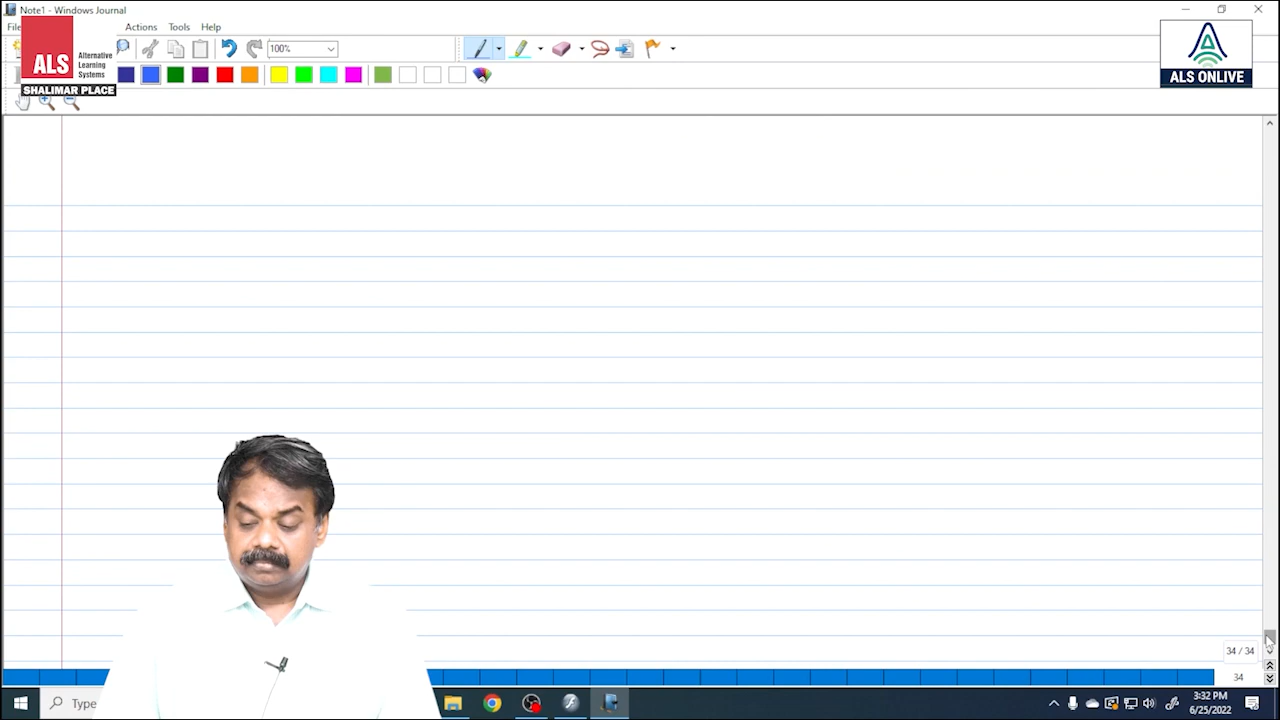 Note1 - Windows Journal
Actions Tools Help
100%
ALS
Alternative
Learning
Systems
SHALIMAR PLACE
ALS ONLIVE
34 / 34
34
Type
3:32 PM
6/25/2022